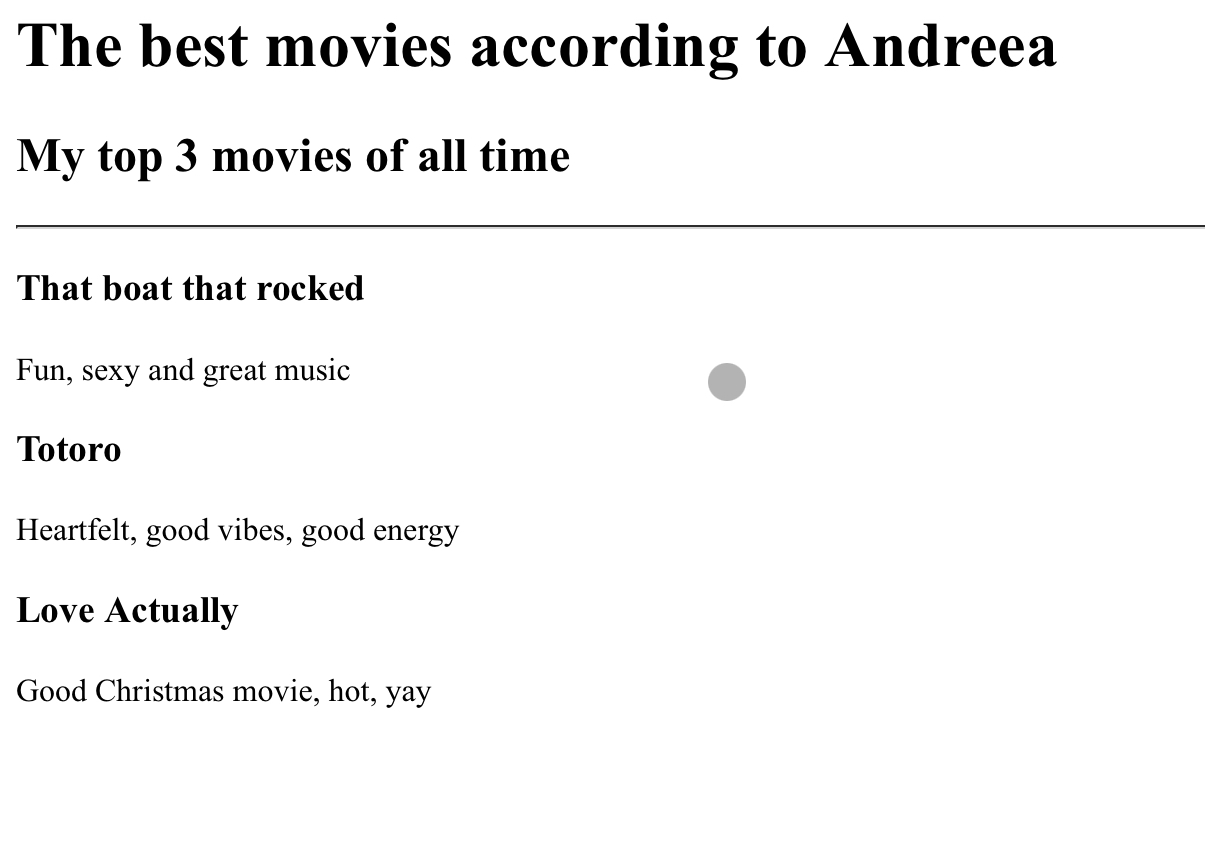 The best movies according to Andreea
My top 3 movies of all time
That boat that rocked
Fun, sexy and great music
Totoro
Heartfelt, good vibes, good energy
Love Actually
Good Christmas movie, hot, yay